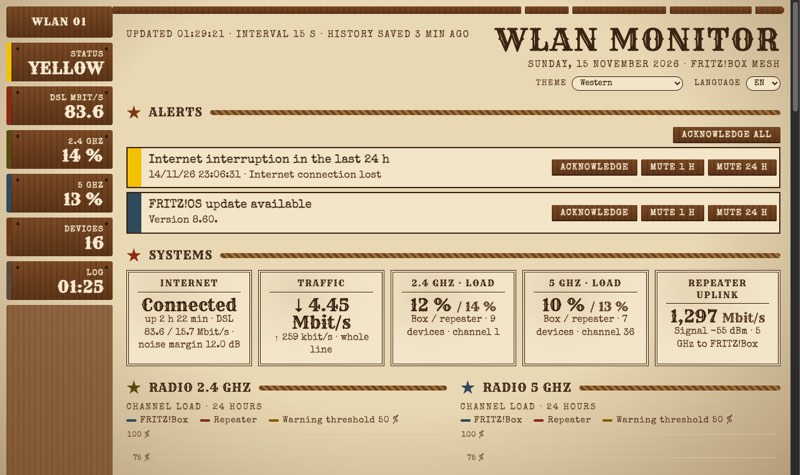 WLAN 01
STATUS
YELLOW
DSL MBIT/S
83.6
2.4 GHZ
14 %
5 GHZ
13 %
DEVICES
16
LOG
01:25
UPDATED 01:29:21 · INTERVAL 15 S · HISTORY SAVED 3 MIN AGO
WLAN MONITOR
SUNDAY, 15 NOVEMBER 2026 · FRITZ!BOX MESH
THEME Western LANGUAGE EN
ALERTS
ACKNOWLEDGE ALL
Internet interruption in the last 24 h
14/11/26 23:06:31 · Internet connection lost
ACKNOWLEDGE MUTE 1 H MUTE 24 H
FRITZ!OS update available
Version 8.60.
ACKNOWLEDGE MUTE 1 H MUTE 24 H
SYSTEMS
INTERNET
Connected
up 2 h 22 min · DSL
83.6 / 15.7 Mbit/s ·
noise margin 12.0 dB
TRAFFIC
↓ 4.45
Mbit/s
↑ 259 kbit/s · whole
line
2.4 GHZ · LOAD
12 % / 14 %
Box / repeater · 9
devices · channel 1
5 GHZ · LOAD
10 % / 13 %
Box / repeater · 7
devices · channel 36
REPEATER
UPLINK
1,297 Mbit/s
Signal -55 dBm · 5
GHz to FRITZ!Box
RADIO 2.4 GHZ
CHANNEL LOAD · 24 HOURS
FRITZ!Box Repeater Warning threshold 50 %
100 %
75 %
RADIO 5 GHZ
CHANNEL LOAD · 24 HOURS
FRITZ!Box Repeater Warning threshold 50 %
100 %
75 %